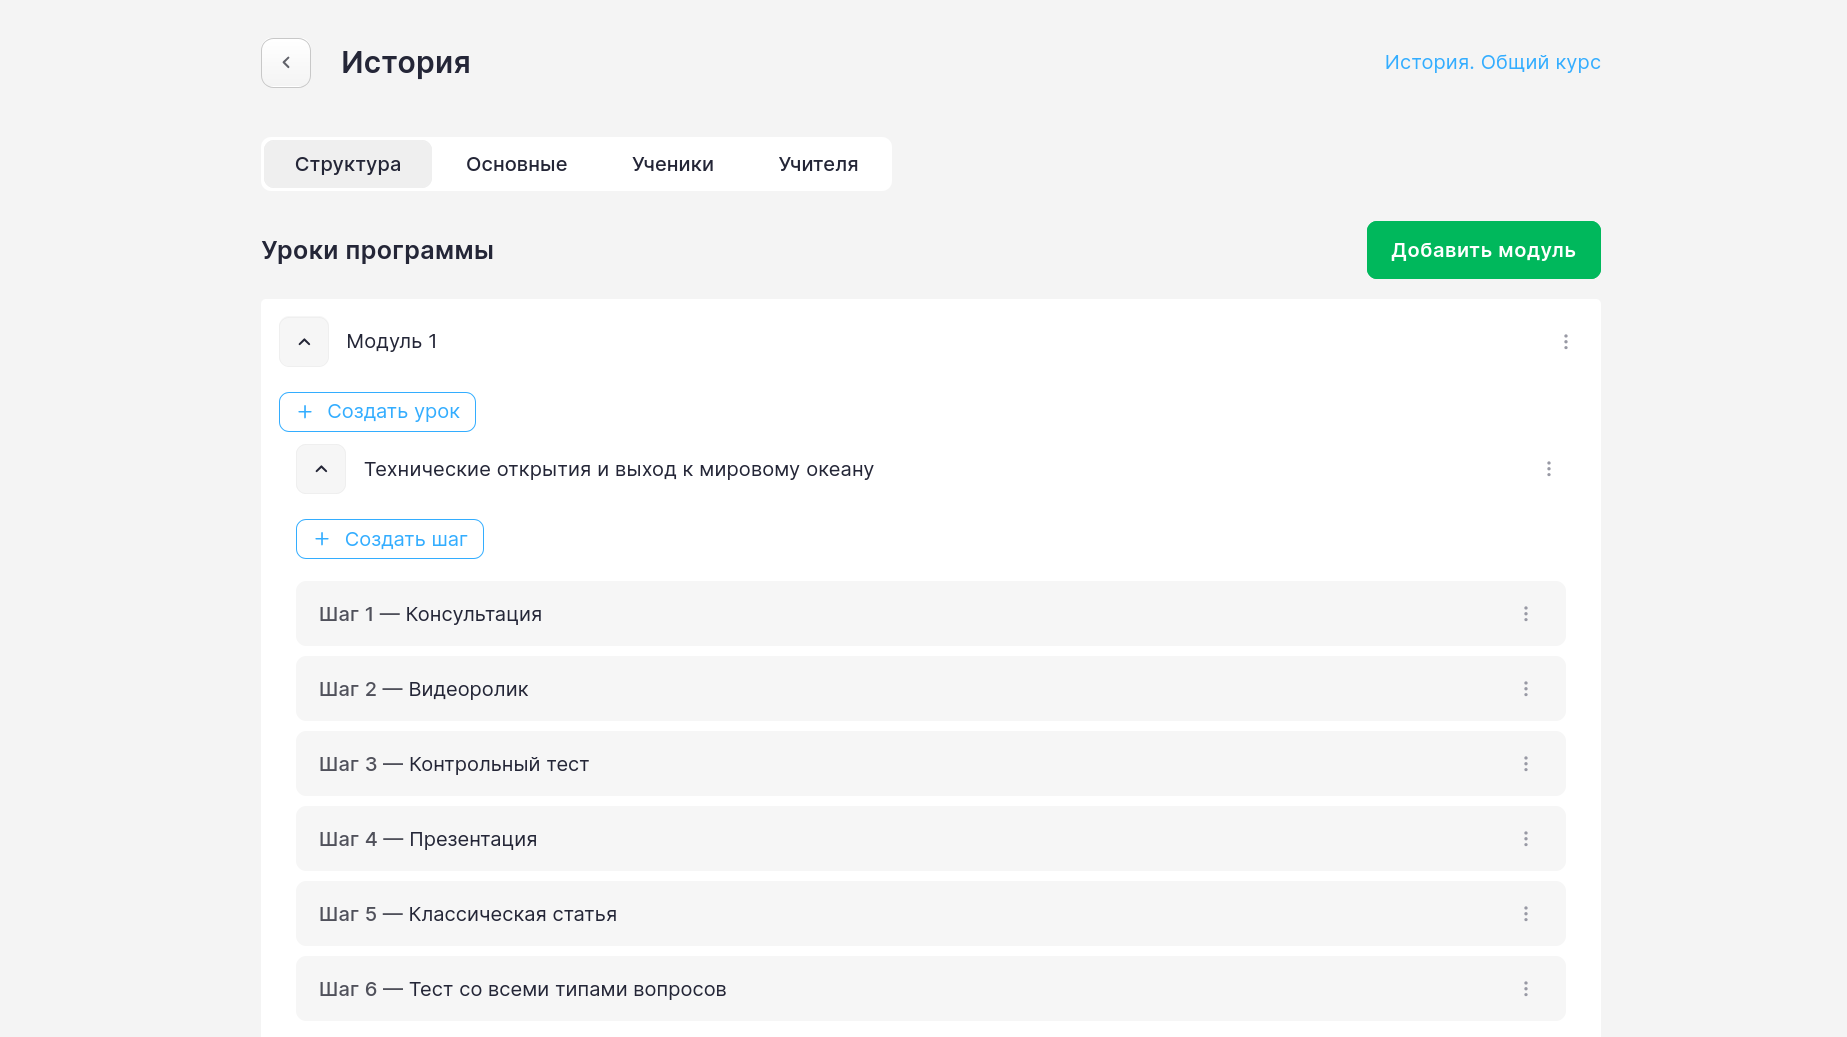 История
История. Общий курс
Структура
Основные
Ученики
Учителя
Уроки программы
Добавить модуль
Модуль 1
+ Создать урок
Технические открытия и выход к мировому океану
+ Создать шаг
Шаг 1 — Консультация
Шаг 2 — Видеоролик
Шаг 3 — Контрольный тест
Шаг 4 — Презентация
Шаг 5 — Классическая статья
Шаг 6 — Тест со всеми типами вопросов